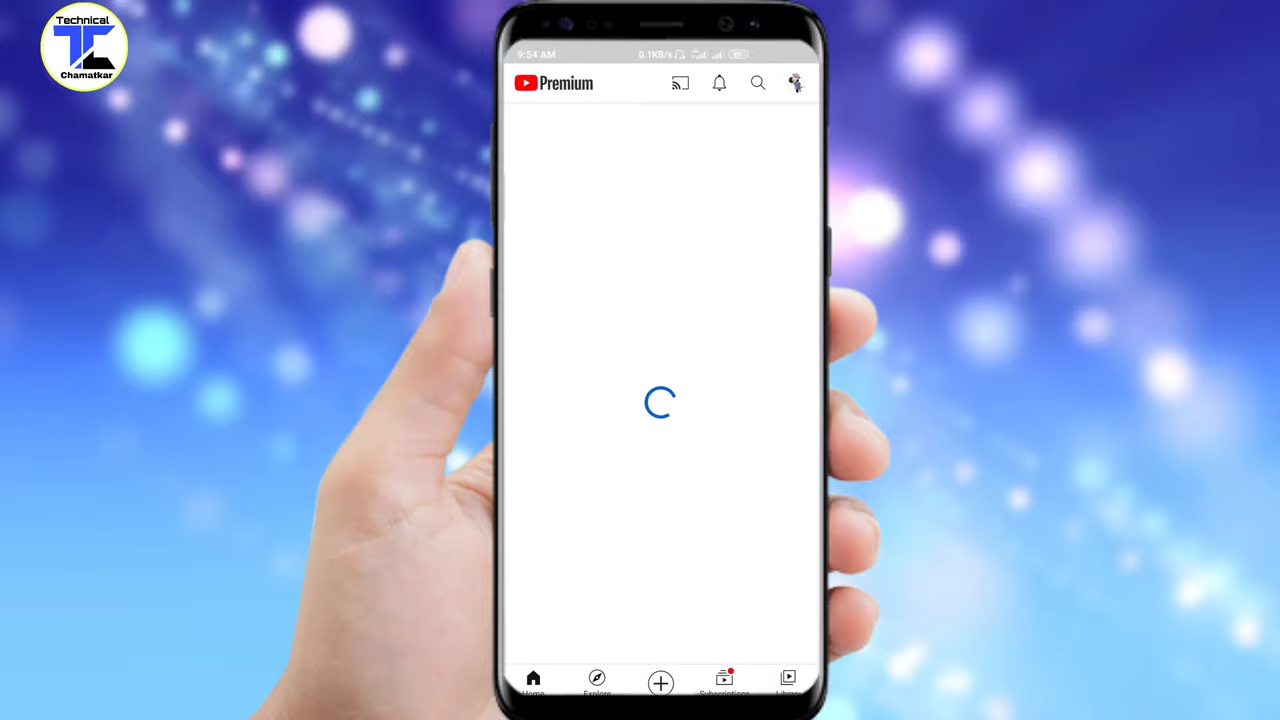 Technical
Chamatkar
9:54 AM
0.1KB/s
Premium
Home
Explore
Subscriptions
Library